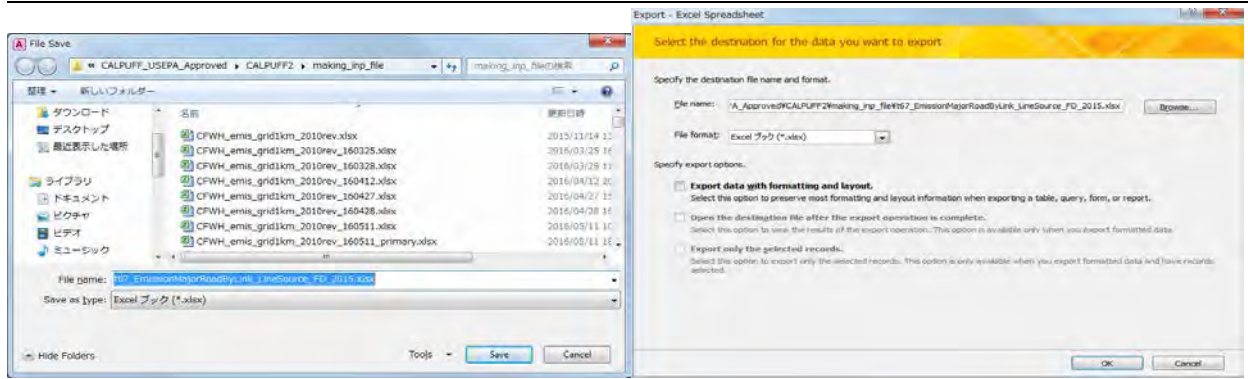 File Save
« CALPUFF_USEPA_Approved ▸ CALPUFF2 ▸ making_inp_file
making_inp_fileの検索
整理 新しいフォルダー
ダウンロード
デスクトップ
最近表示した場所
ライブラリ
ドキュメント
ピクチャ
ビデオ
ミュージック
名前
更新日時
CFWH_emis_grid1km_2010rev.xlsx 2015/11/14 13
CFWH_emis_grid1km_2010rev_160325.xlsx 2016/03/25 16
CFWH_emis_grid1km_2010rev_160328.xlsx 2016/03/29 11
CFWH_emis_grid1km_2010rev_160412.xlsx 2016/04/12 20
CFWH_emis_grid1km_2010rev_160427.xlsx 2016/04/27 15
CFWH_emis_grid1km_2010rev_160428.xlsx 2016/04/28 16
CFWH_emis_grid1km_2010rev_160511.xlsx 2016/05/11 10
CFWH_emis_grid1km_2010rev_160511_primary.xlsx 2016/05/11 16
File name: t67_EmissionMajorRoadByLink_LineSource_FD_2015.xlsx
Save as type: Excel ブック (*.xlsx)
Hide Folders
Tools
Save
Cancel
Export - Excel Spreadsheet
Select the destination for the data you want to export
Specify the destination file name and format.
File name: 'A_Approved¥CALPUFF2¥making_inp_file¥t67_EmissionMajorRoadByLink_LineSource_FD_2015.xlsx
Browse...
File format: Excel ブック (*.xlsx)
Specify export options.
Export data with formatting and layout.
Select this option to preserve most formatting and layout information when exporting a table, query, form, or report.
Open the destination file after the export operation is complete.
Select this option to view the results of the export operation. This option is available only when you export formatted data.
Export only the selected records.
Select this option to export only the selected records. This option is only available when you export formatted data and have records
selected.
OK
Cancel